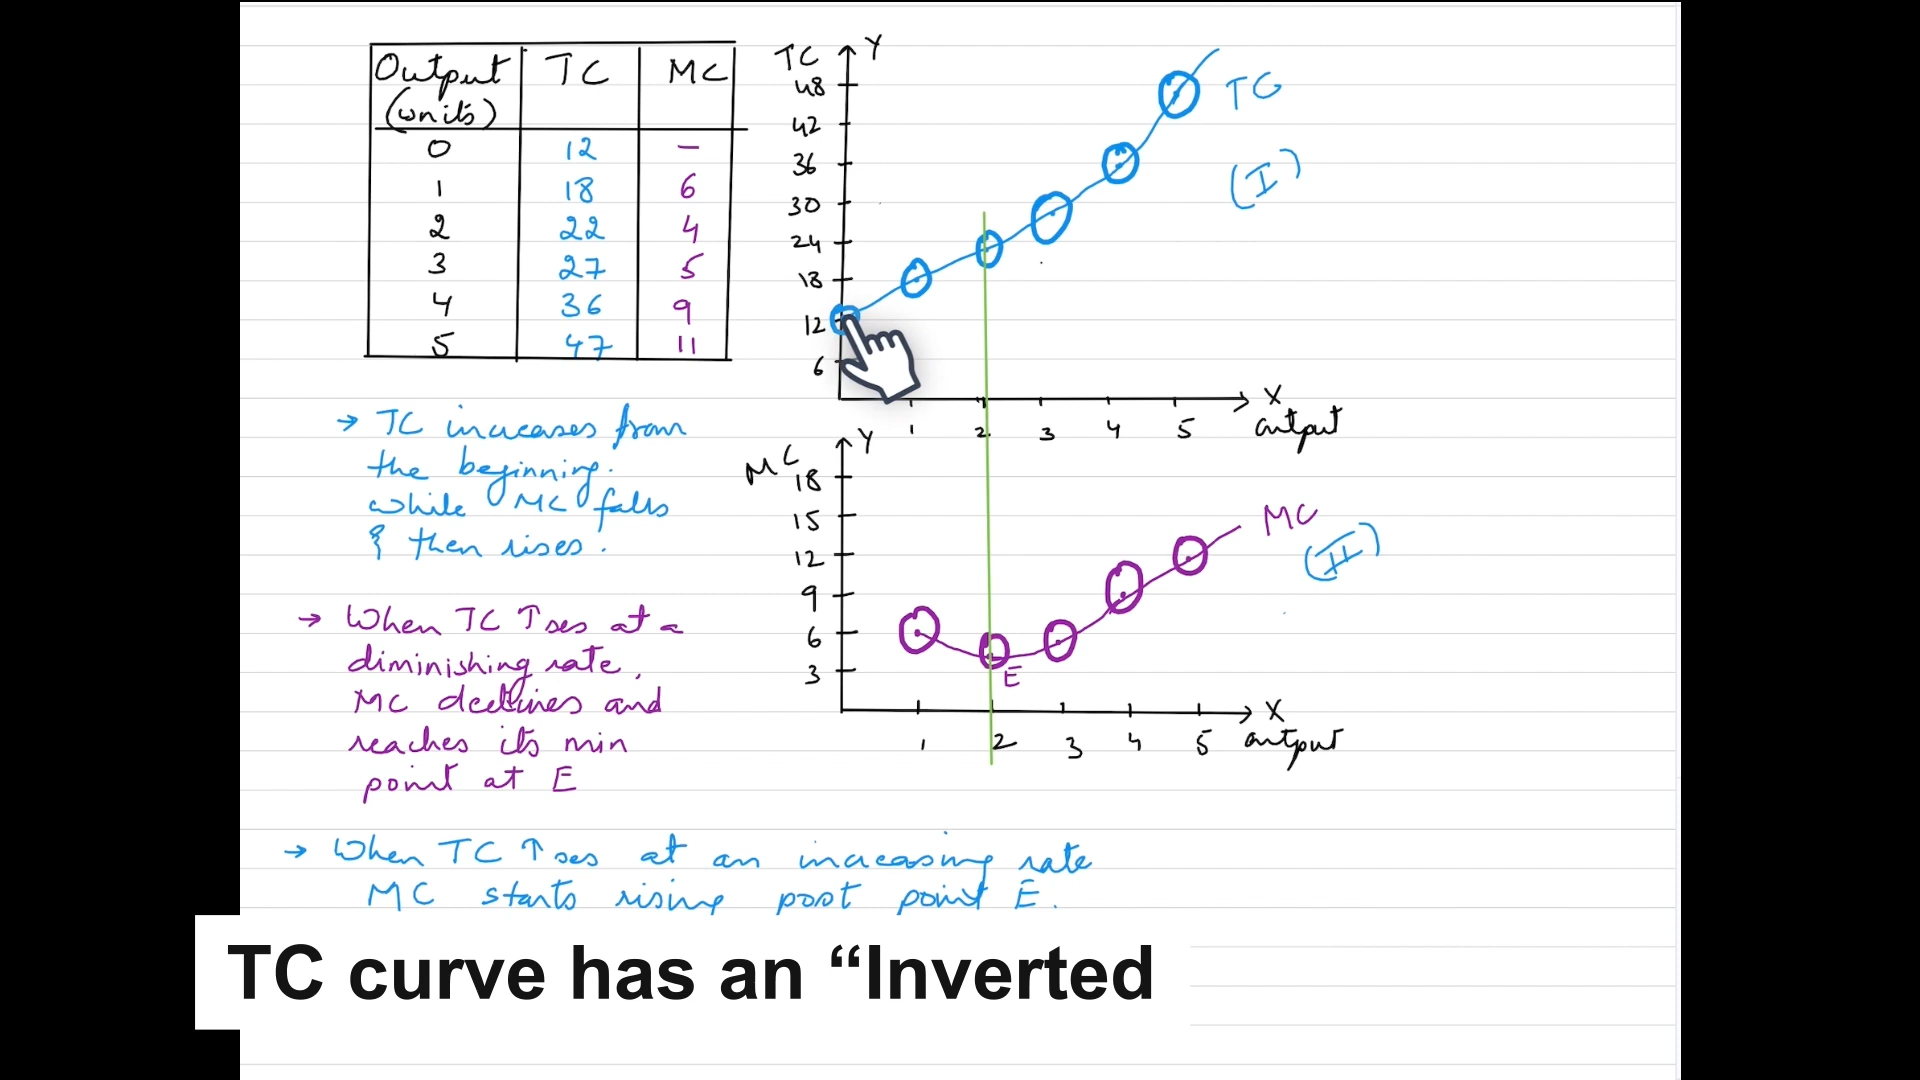 Output TC MC
(units)
0 12 —
1 18 6
2 22 4
3 27 5
4 36 9
5 47 11
TC Y
48
42
36
30
24
18
12
6
TC
(I)
X
1 2 3 4 5 output
→ TC increases from
the beginning.
while MC falls
& then rises.
MC Y
18
15
12
9
6
3
MC
(II)
E
X
1 2 3 4 5 output
→ When TC ↑ses at a
diminishing rate,
MC declines and
reaches its min
point at E
→ When TC ↑ses at an increasing rate
MC starts rising post point E.
TC curve has an “Inverted